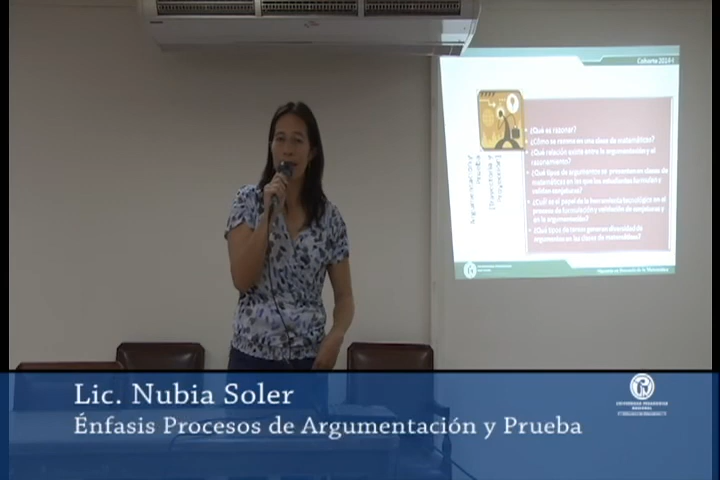 Cohorte 2014-I
• ¿Qué es razonar?
• ¿Cómo se razona en una clase de matemáticas?
• ¿Qué relación existe entre la argumentación y el
razonamiento?
• ¿Qué tipos de argumentos se presentan en clases de
matemáticas en las que los estudiantes formulan y
validan conjeturas?
• ¿Cuál es el papel de la herramienta tecnológica en el
proceso de formulación y validación de conjeturas y
en la argumentación?
• ¿Qué tipos de tareas generan diversidad de
argumentos en las clases de matemáticas?
Lic. Nubia Soler
Énfasis Procesos de Argumentación y Prueba
UNIVERSIDAD PEDAGOGICA
NACIONAL